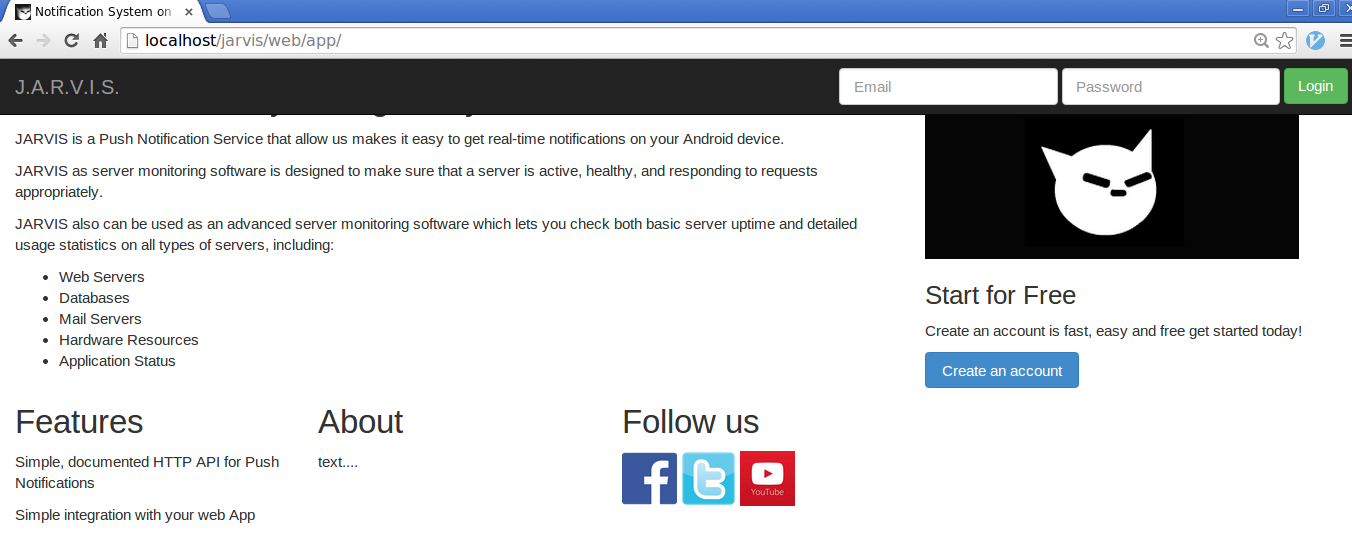 Notification System on
localhost/jarvis/web/app/
J.A.R.V.I.S.
Email
Password
Login
JARVIS is a Push Notification Service that allow us makes it easy to get real-time notifications on your Android device.
JARVIS as server monitoring software is designed to make sure that a server is active, healthy, and responding to requests
appropriately.
JARVIS also can be used as an advanced server monitoring software which lets you check both basic server uptime and detailed
usage statistics on all types of servers, including:
Web Servers
Databases
Mail Servers
Hardware Resources
Application Status
Start for Free
Create an account is fast, easy and free get started today!
Create an account
Features
Simple, documented HTTP API for Push
Notifications
Simple integration with your web App
About
text....
Follow us
YouTube